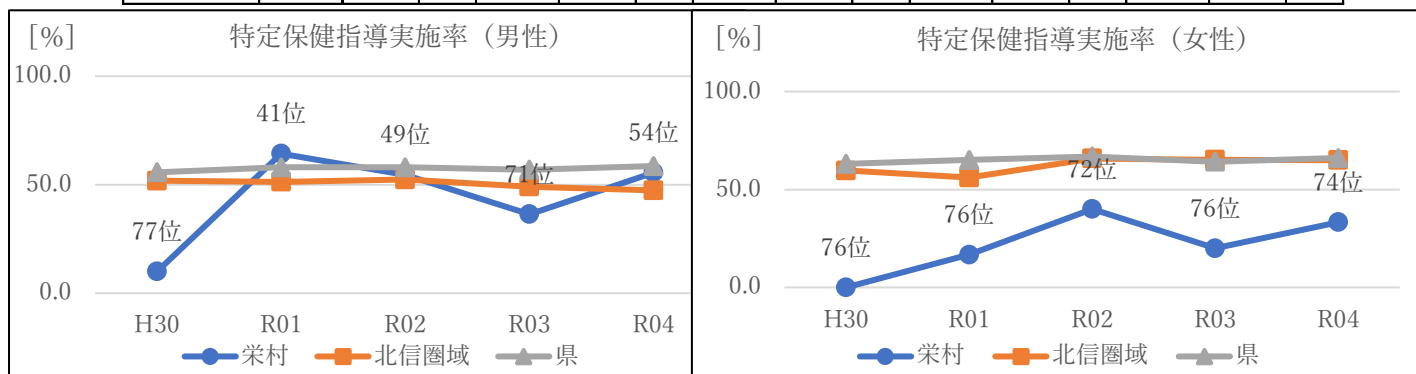 [%] 特定保健指導実施率（男性）
100.0
50.0
0.0
77位
41位
49位
71位
54位
H30 R01 R02 R03 R04
栄村 北信圏域 県
[%] 特定保健指導実施率（女性）
100.0
50.0
0.0
76位
76位
72位
76位
74位
H30 R01 R02 R03 R04
栄村 北信圏域 県